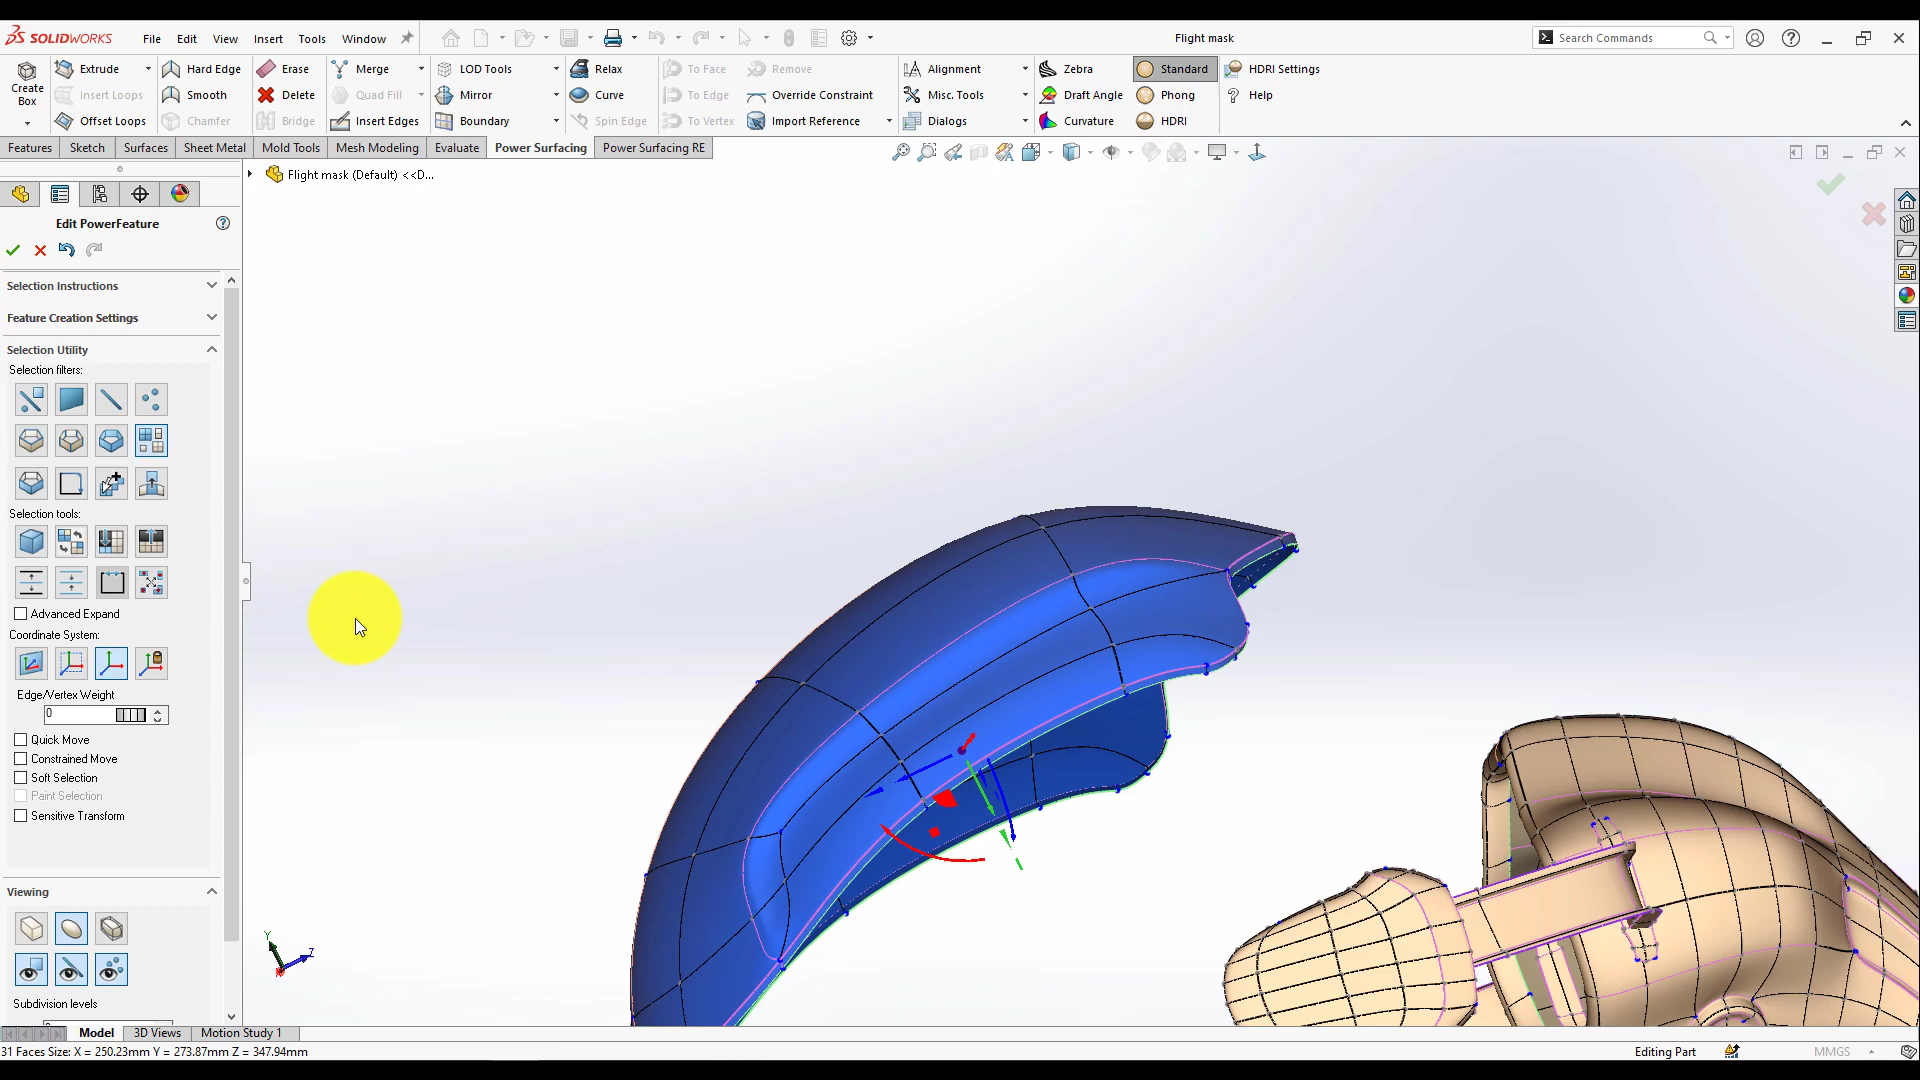 SOLIDWORKS File Edit View Insert Tools Window Flight mask Search Commands
Create Box
Extrude Hard Edge Erase Merge LOD Tools Relax To Face Remove Alignment Zebra Standard HDRI Settings
Insert Loops Smooth Delete Quad Fill Mirror Curve To Edge Override Constraint Misc. Tools Draft Angle Phong Help
Offset Loops Chamfer Bridge Insert Edges Boundary Spin Edge To Vertex Import Reference Dialogs Curvature HDRI
Features Sketch Surfaces Sheet Metal Mold Tools Mesh Modeling Evaluate Power Surfacing Power Surfacing RE
Flight mask (Default) <<D...
Edit PowerFeature
Selection Instructions
Feature Creation Settings
Selection Utility
Selection filters:
Selection tools:
Advanced Expand
Coordinate System:
Edge/Vertex Weight
0
Quick Move
Constrained Move
Soft Selection
Paint Selection
Sensitive Transform
Viewing
Subdivision levels
Y
Z
Model 3D Views Motion Study 1
31 Faces Size: X = 250.23mm Y = 273.87mm Z = 347.94mm Editing Part MMGS